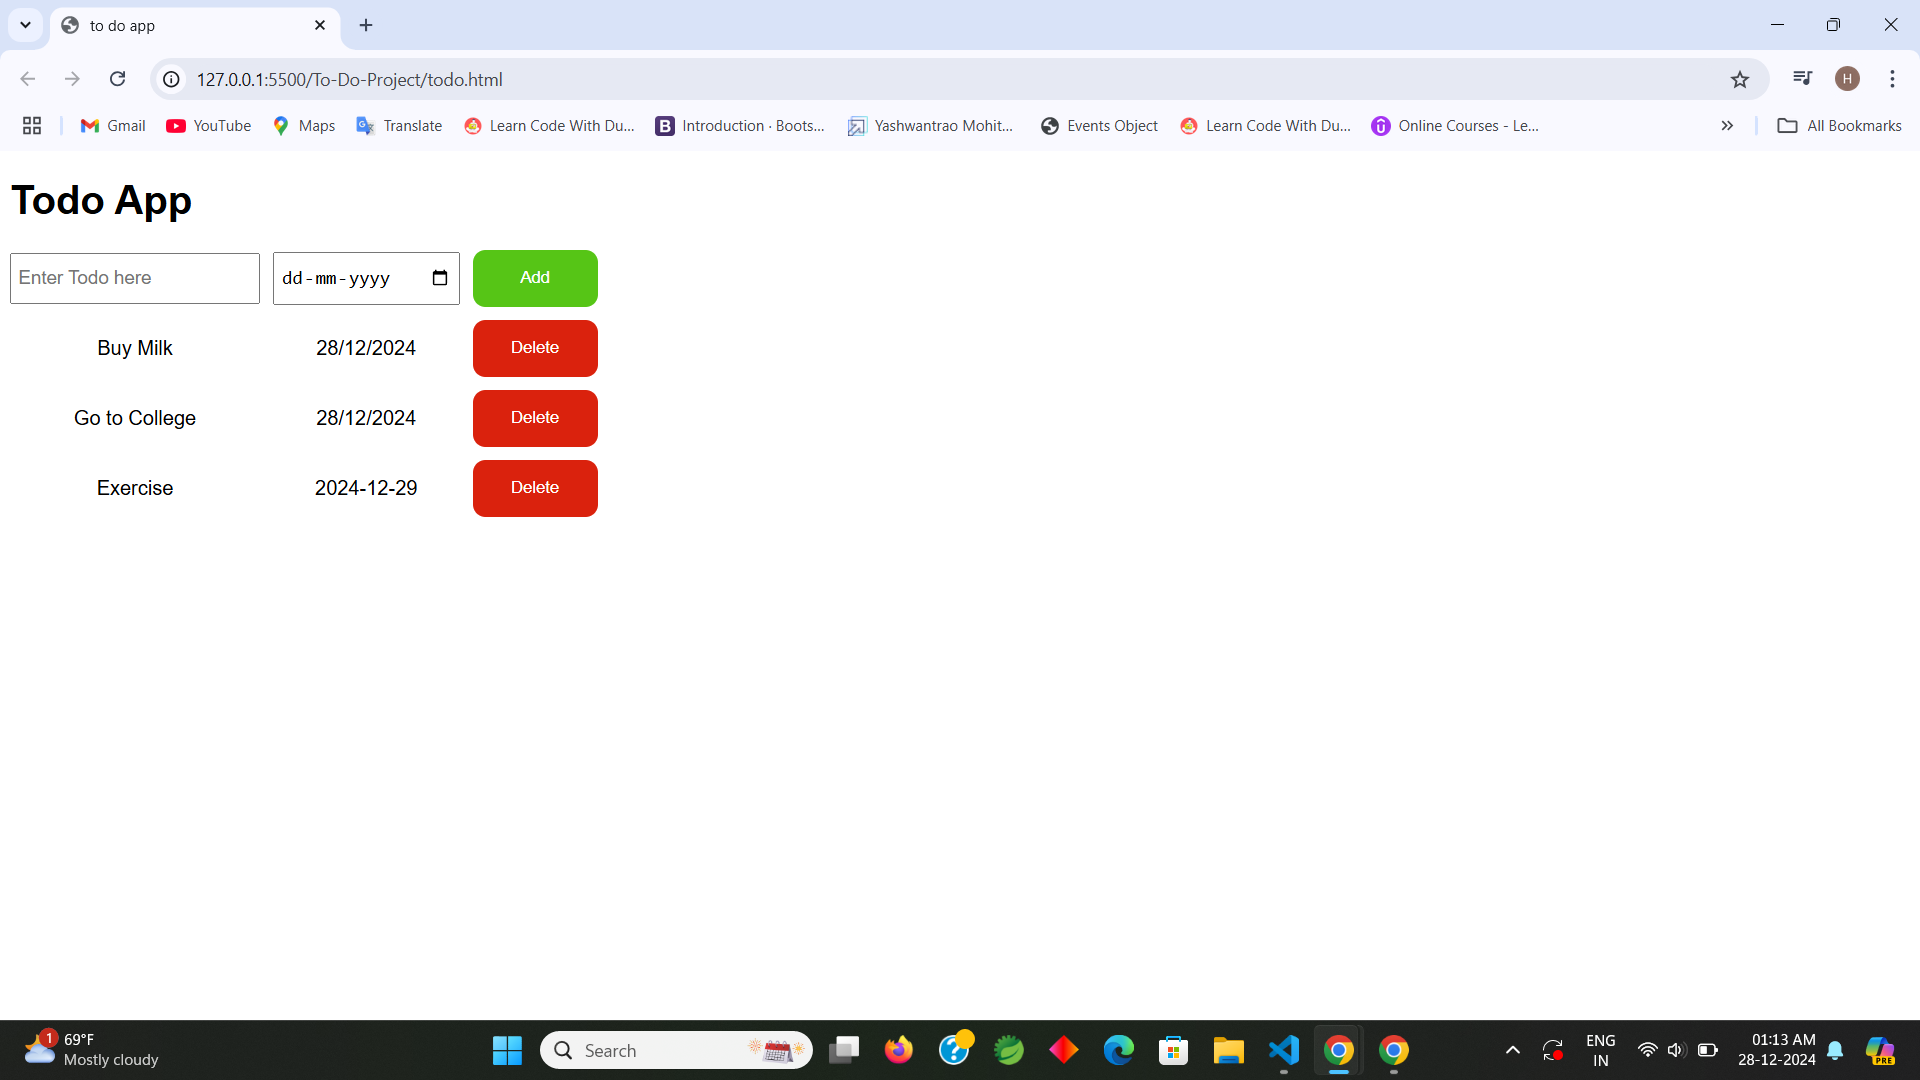 to do app
127.0.0.1:5500/To-Do-Project/todo.html
H
Gmail YouTube Maps Translate Learn Code With Du... Introduction · Boots... Yashwantrao Mohit... Events Object Learn Code With Du... Online Courses - Le... All Bookmarks
Todo App
Enter Todo here dd-mm-yyyy Add
Buy Milk 28/12/2024 Delete
Go to College 28/12/2024 Delete
Exercise 2024-12-29 Delete
1 69°F
Mostly cloudy
Search
ENG
IN
01:13 AM
28-12-2024
PRE